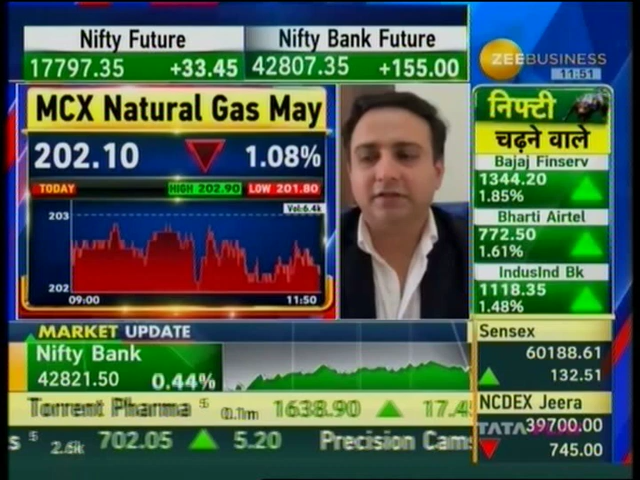 Nifty Future
17797.35 +33.45
Nifty Bank Future
42807.35 +155.00
ZEEBUSINESS
11:51
MCX Natural Gas May
202.10 1.08%
TODAY HIGH 202.90 LOW 201.80
Vol:6.4k
203
202
09:00 11:50
निफ्टी
चढ़ने वाले
Bajaj Finserv
1344.20
1.85%
Bharti Airtel
772.50
1.61%
IndusInd Bk
1118.35
1.48%
MARKET UPDATE
Nifty Bank
42821.50 0.44%
Sensex
60188.61
132.51
NCDEX Jeera
39700.00
745.00
TATA
Torrent Pharma S 0.1m 1638.90 17.45
s S 2.6k 702.05 5.20 Precision Cams